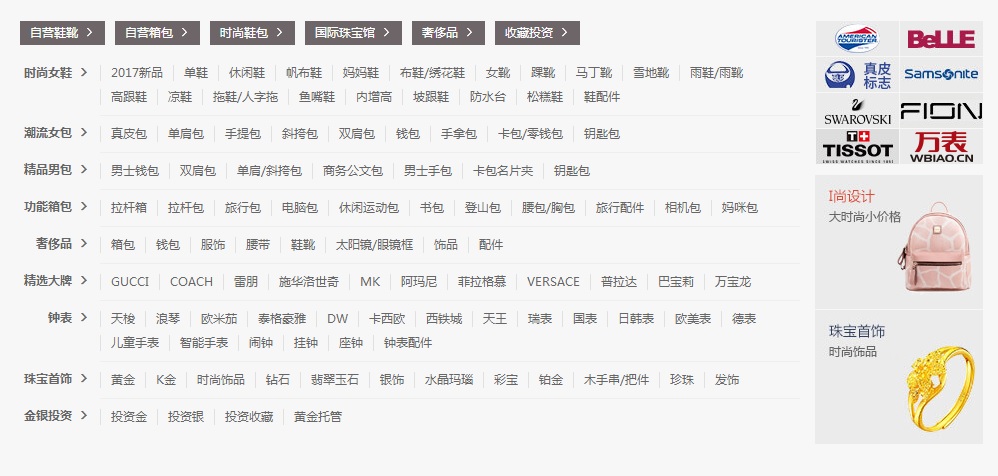 自营鞋靴 > 自营箱包 > 时尚鞋包 > 国际珠宝馆 > 奢侈品 > 收藏投资 >
时尚女鞋 > 2017新品 单鞋 休闲鞋 帆布鞋 妈妈鞋 布鞋/绣花鞋 女靴 踝靴 马丁靴 雪地靴 雨鞋/雨靴
高跟鞋 凉鞋 拖鞋/人字拖 鱼嘴鞋 内增高 坡跟鞋 防水台 松糕鞋 鞋配件
潮流女包 > 真皮包 单肩包 手提包 斜挎包 双肩包 钱包 手拿包 卡包/零钱包 钥匙包
精品男包 > 男士钱包 双肩包 单肩/斜挎包 商务公文包 男士手包 卡包名片夹 钥匙包
功能箱包 > 拉杆箱 拉杆包 旅行包 电脑包 休闲运动包 书包 登山包 腰包/胸包 旅行配件 相机包 妈咪包
奢侈品 > 箱包 钱包 服饰 腰带 鞋靴 太阳镜/眼镜框 饰品 配件
精选大牌 > GUCCI COACH 雷朋 施华洛世奇 MK 阿玛尼 菲拉格慕 VERSACE 普拉达 巴宝莉 万宝龙
钟表 > 天梭 浪琴 欧米茄 泰格豪雅 DW 卡西欧 西铁城 天王 瑞表 国表 日韩表 欧美表 德表
儿童手表 智能手表 闹钟 挂钟 座钟 钟表配件
珠宝首饰 > 黄金 K金 时尚饰品 钻石 翡翠玉石 银饰 水晶玛瑙 彩宝 铂金 木手串/把件 珍珠 发饰
金银投资 > 投资金 投资银 投资收藏 黄金托管
AMERICAN TOURISTER
BeLLE
真皮
标志
Samsonite
SWAROVSKI
FION
T+
TISSOT
SWISS WATCHES SINCE 1853
万表
WBIAO.CN
I尚设计
大时尚小价格
珠宝首饰
时尚饰品